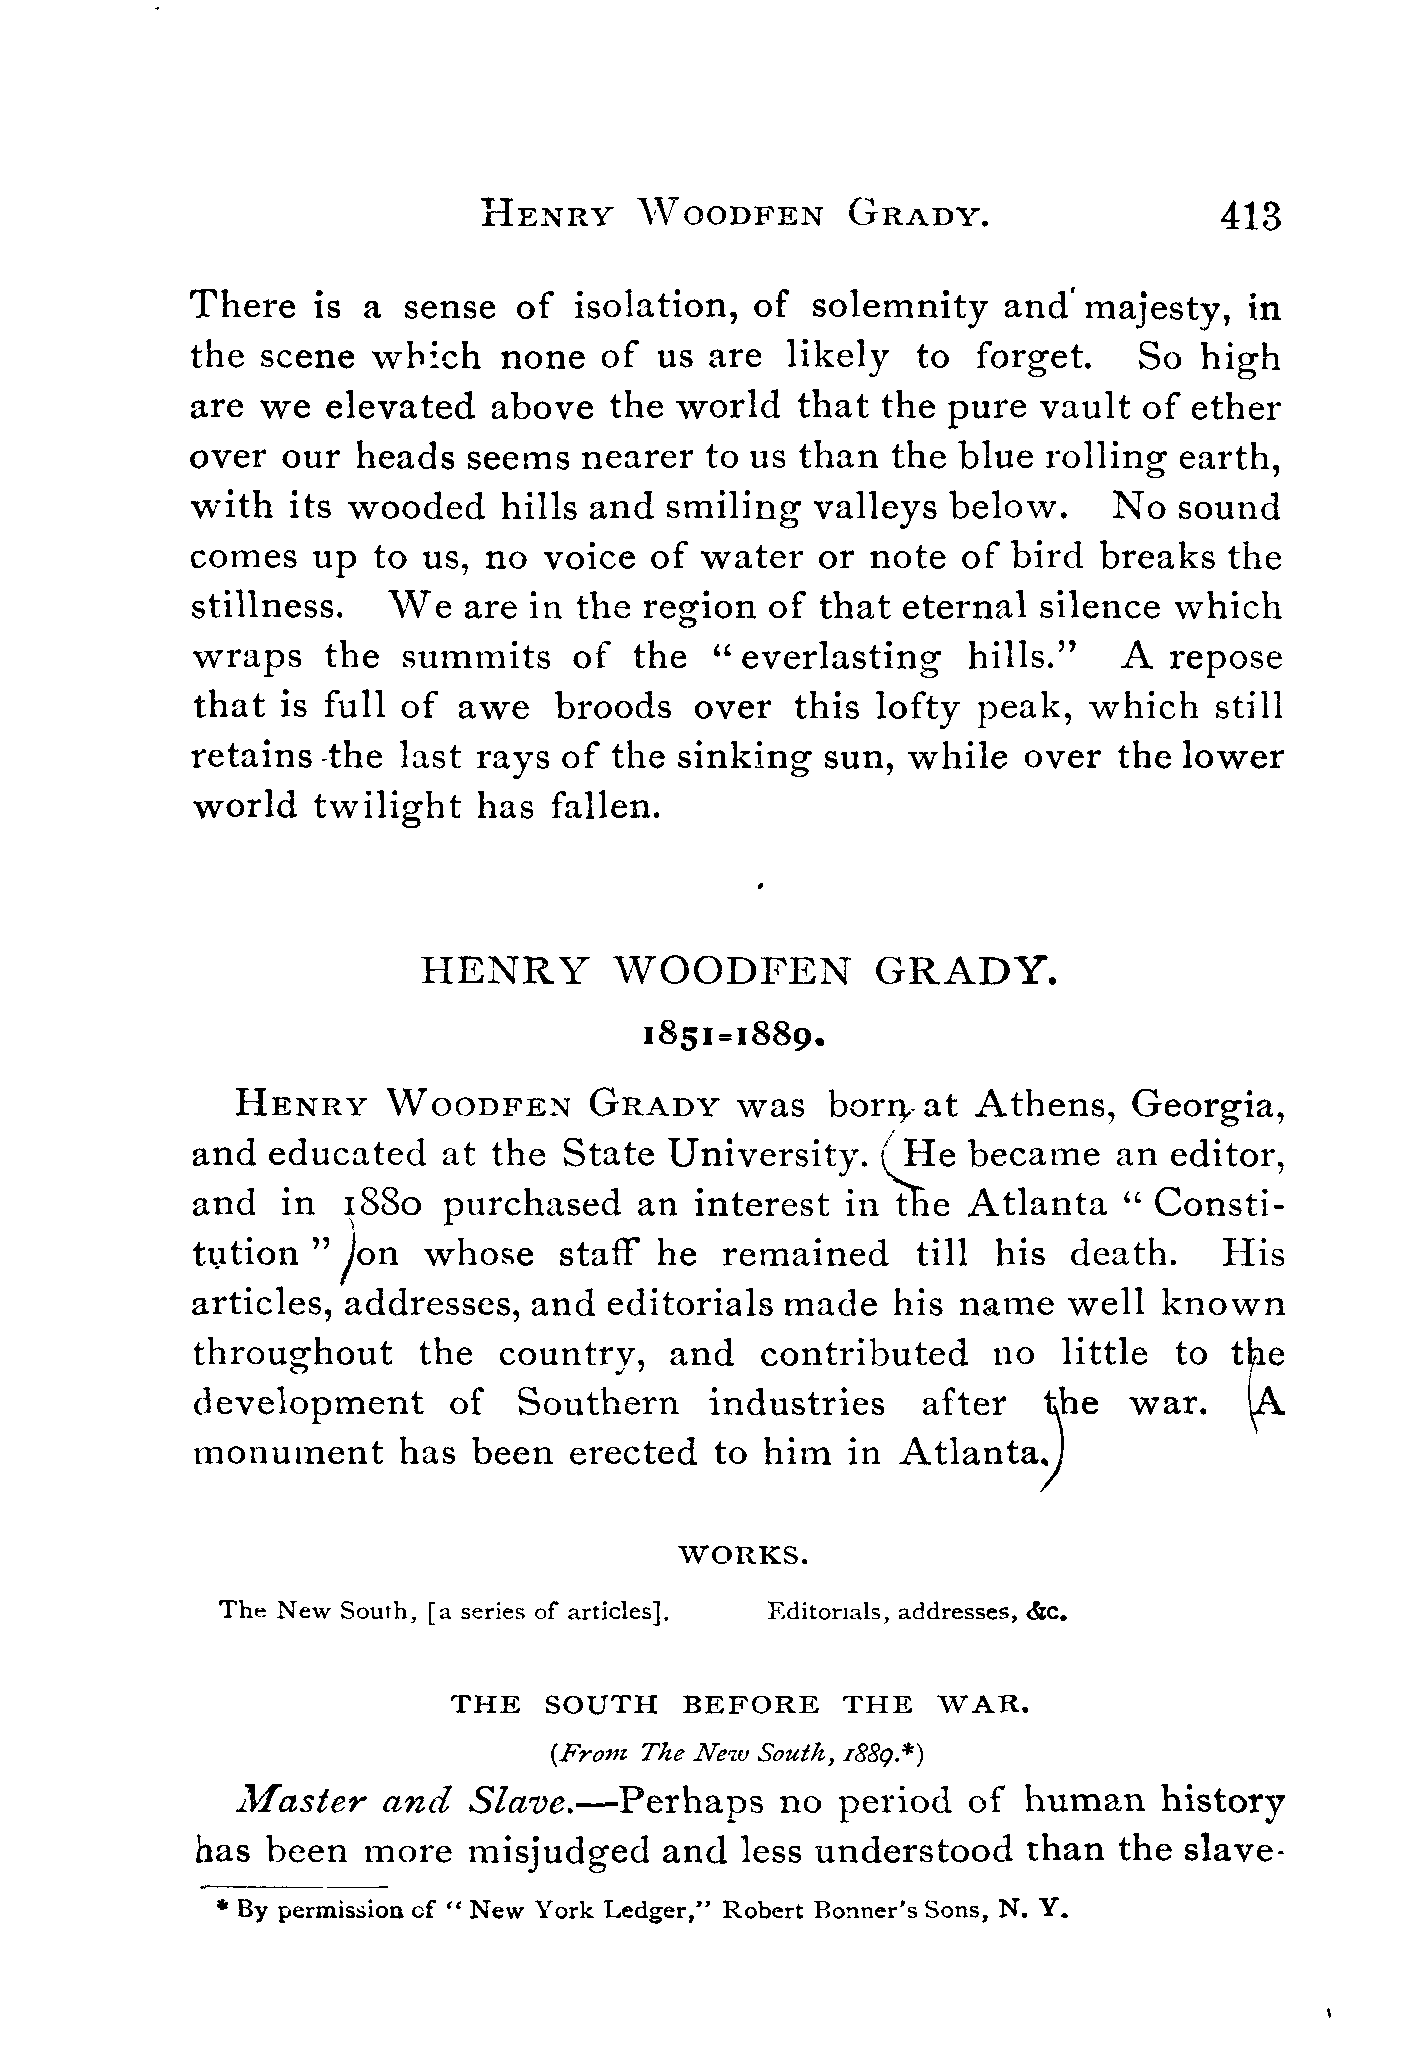 HENRY WOODFEN GRADY. 413
There is a sense of isolation, of solemnity and majesty, in
the scene which none of us are likely to forget. So high
are we elevated above the world that the pure vault of ether
over our heads seems nearer to us than the blue rolling earth,
with its wooded hills and smiling valleys below. No sound
comes up to us, no voice of water or note of bird breaks the
stillness. We are in the region of that eternal silence which
wraps the summits of the “everlasting hills.” A repose
that is full of awe broods over this lofty peak, which still
retains the last rays of the sinking sun, while over the lower
world twilight has fallen.
HENRY WOODFEN GRADY.
1851=1889.
HENRY WOODFEN GRADY was born at Athens, Georgia,
and educated at the State University. (He became an editor,
and in 1880 purchased an interest in the Atlanta “Consti-
tution”) on whose staff he remained till his death. His
articles, addresses, and editorials made his name well known
throughout the country, and contributed no little to the
development of Southern industries after the war. (A
monument has been erected to him in Atlanta.)
WORKS.
The New South, [a series of articles]. Editorials, addresses, &c.
THE SOUTH BEFORE THE WAR.
(From The New South, 1889.*)
Master and Slave.—Perhaps no period of human history
has been more misjudged and less understood than the slave-
* By permission of “New York Ledger,” Robert Bonner's Sons, N. Y.